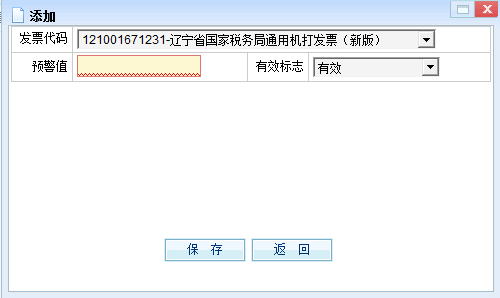 添加
发票代码 121001671231-辽宁省国家税务局通用机打发票（新版）
预警值 有效标志 有效
保 存 返 回